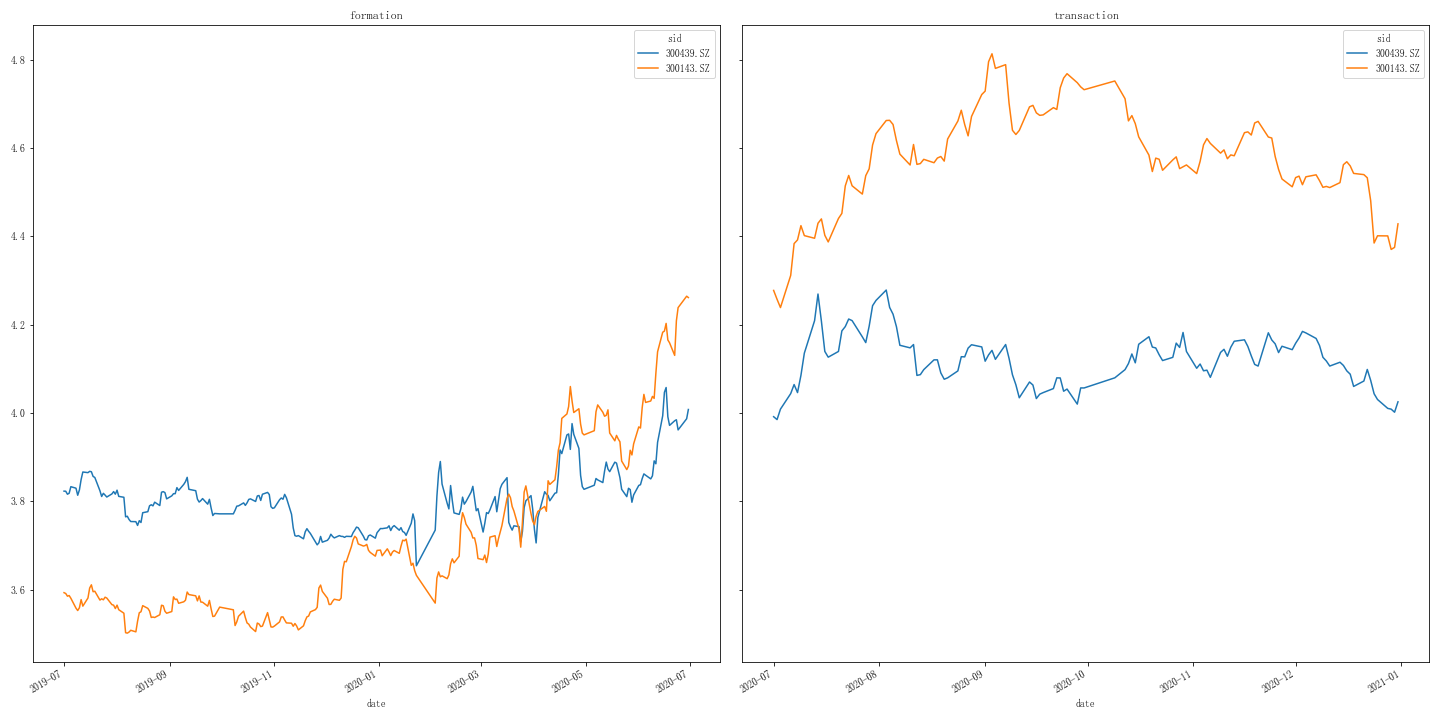 formation
sid
300439.SZ
300143.SZ
4.8
4.6
4.4
4.2
4.0
3.8
3.6
2019-07
2019-09
2019-11
2020-01
2020-03
2020-05
2020-07
date
transaction
sid
300439.SZ
300143.SZ
2020-07
2020-08
2020-09
2020-10
2020-11
2020-12
2021-01
date